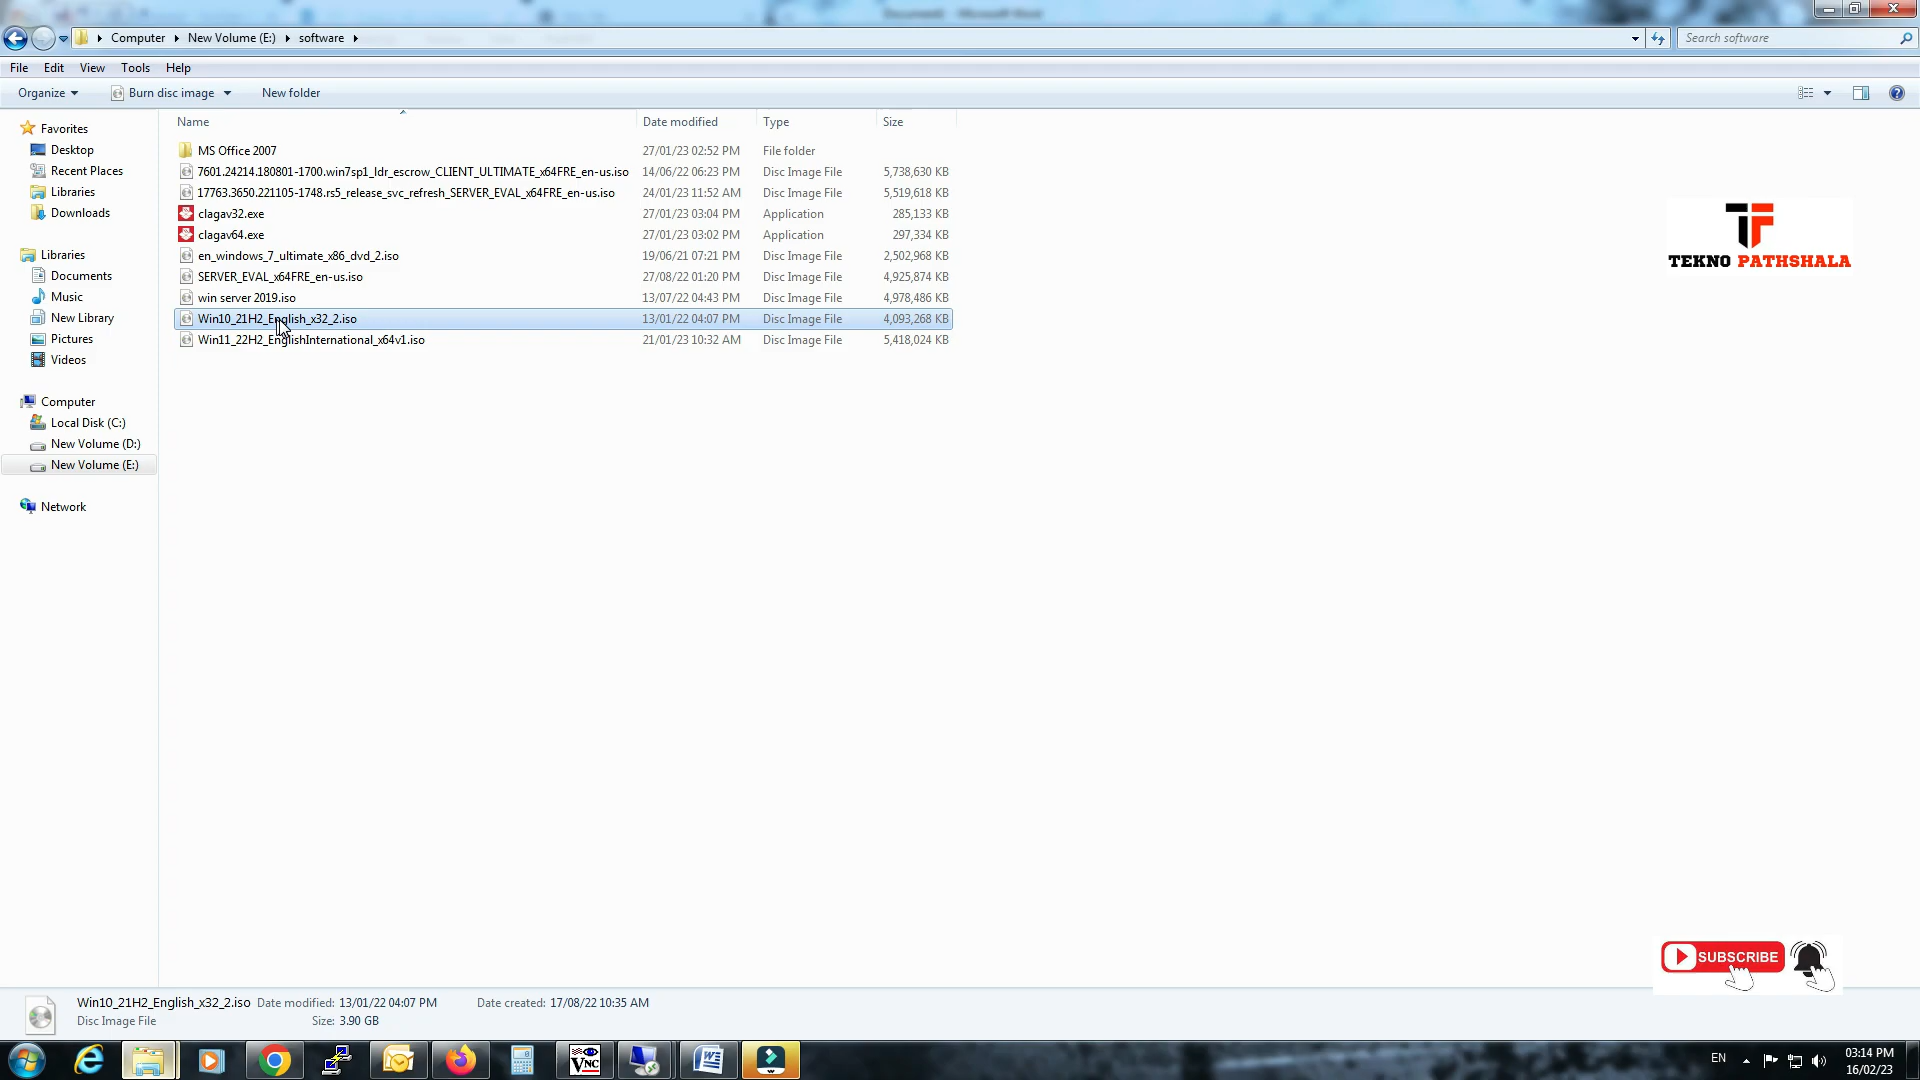 Document1 - Microsoft Word
Computer New Volume (E:) software
Search software
File Edit View Tools Help
Organize Burn disc image New folder
Name Date modified Type Size
Favorites
Desktop
Recent Places
Libraries
Downloads
Libraries
Documents
Music
New Library
Pictures
Videos
Computer
Local Disk (C:)
New Volume (D:)
New Volume (E:)
Network
MS Office 2007 27/01/23 02:52 PM File folder
7601.24214.180801-1700.win7sp1_ldr_escrow_CLIENT_ULTIMATE_x64FRE_en-us.iso 14/06/22 06:23 PM Disc Image File 5,738,630 KB
17763.3650.221105-1748.rs5_release_svc_refresh_SERVER_EVAL_x64FRE_en-us.iso 24/01/23 11:52 AM Disc Image File 5,519,618 KB
clagav32.exe 27/01/23 03:04 PM Application 285,133 KB
clagav64.exe 27/01/23 03:02 PM Application 297,334 KB
en_windows_7_ultimate_x86_dvd_2.iso 19/06/21 07:21 PM Disc Image File 2,502,968 KB
SERVER_EVAL_x64FRE_en-us.iso 27/08/22 01:20 PM Disc Image File 4,925,874 KB
win server 2019.iso 13/07/22 04:43 PM Disc Image File 4,978,486 KB
Win10_21H2_English_x32_2.iso 13/01/22 04:07 PM Disc Image File 4,093,268 KB
Win11_22H2_EnglishInternational_x64v1.iso 21/01/23 10:32 AM Disc Image File 5,418,024 KB
TF
TEKNO PATHSHALA
SUBSCRIBE
Win10_21H2_English_x32_2.iso Date modified: 13/01/22 04:07 PM Date created: 17/08/22 10:35 AM
Disc Image File Size: 3.90 GB
VNC
EN
03:14 PM
16/02/23